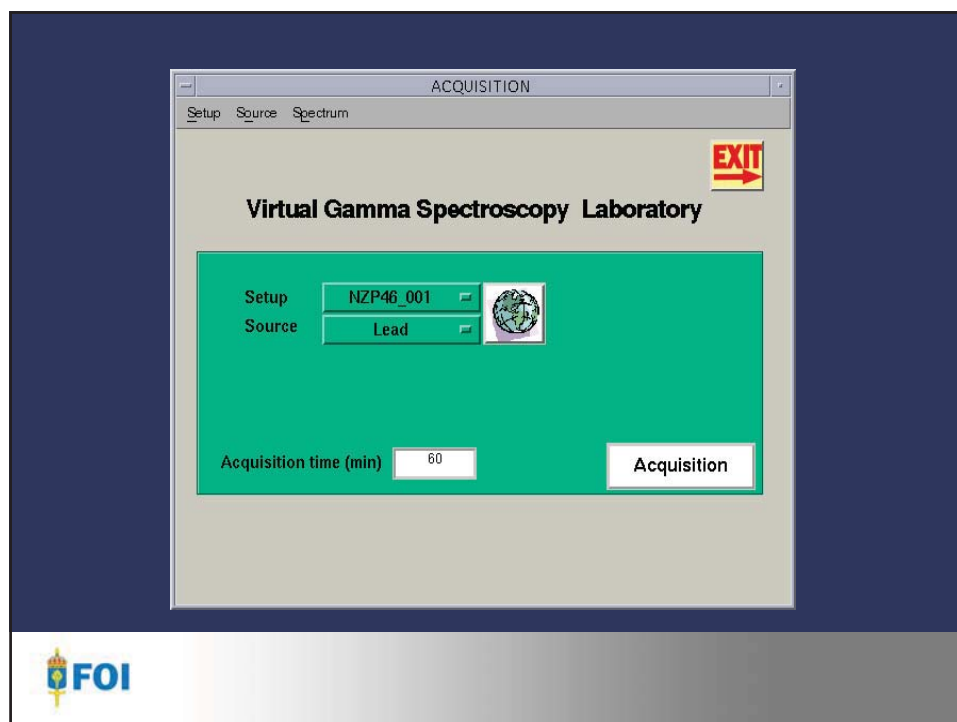 ACQUISITION
Setup Source Spectrum
EXIT
Virtual Gamma Spectroscopy Laboratory
Setup NZP46_001
Source Lead
Acquisition time (min) 60 Acquisition
FOI